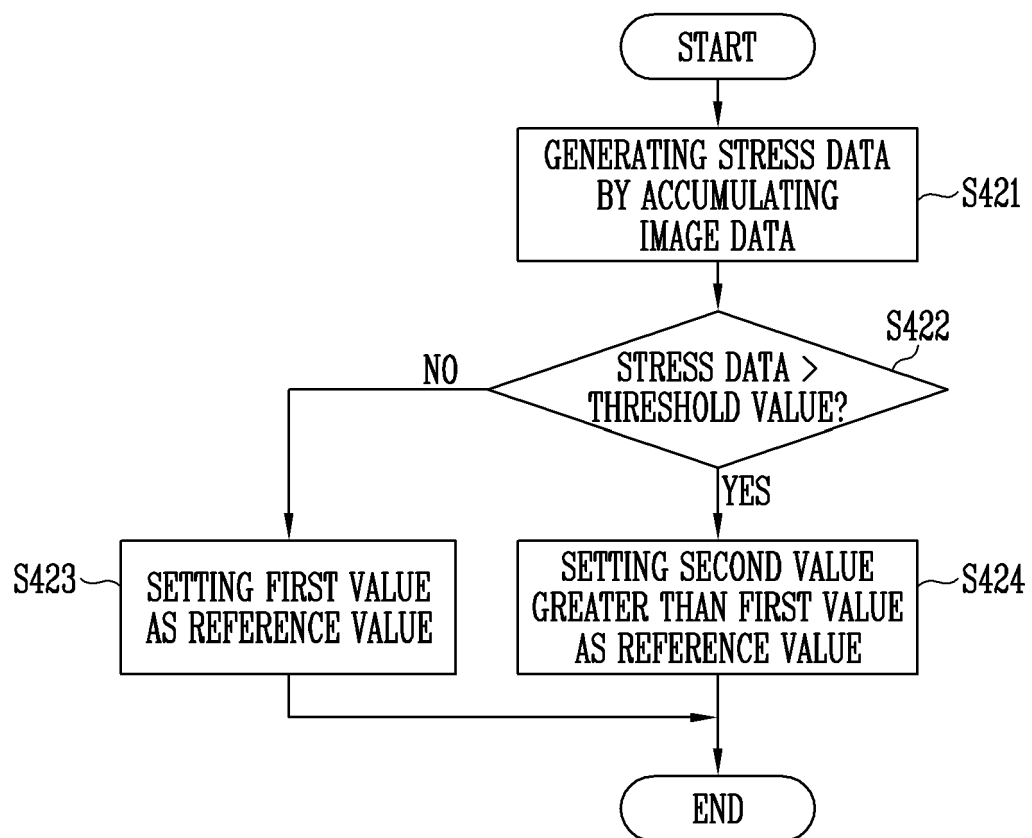 START
GENERATING STRESS DATA
BY ACCUMULATING
IMAGE DATA
S421
S422
STRESS DATA >
THRESHOLD VALUE?
NO
YES
S423
SETTING FIRST VALUE
AS REFERENCE VALUE
SETTING SECOND VALUE
GREATER THAN FIRST VALUE
AS REFERENCE VALUE
S424
END